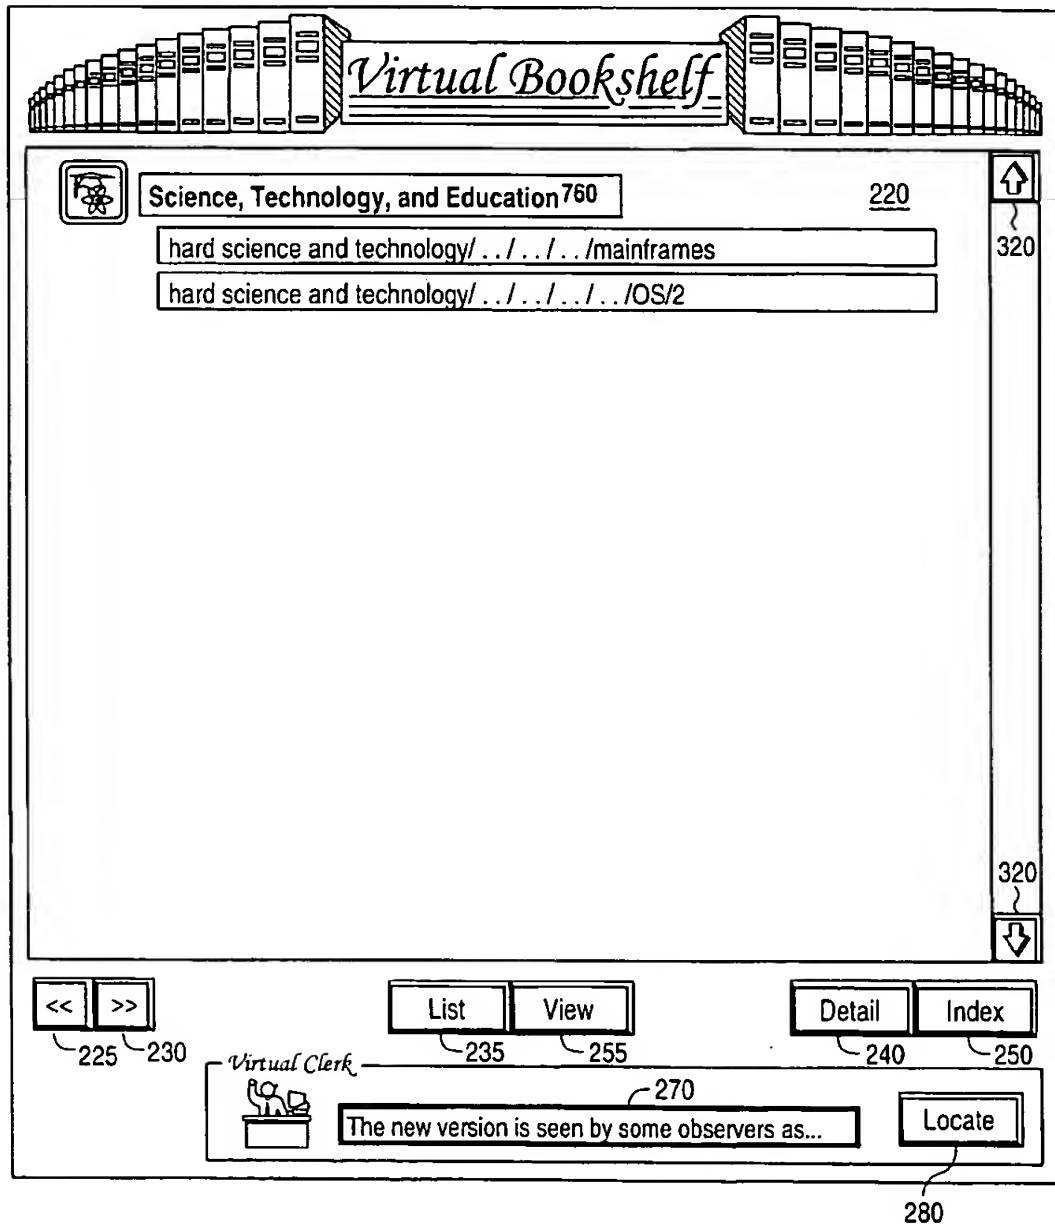 Virtual Bookshelf
Science, Technology, and Education 760
220
320
hard science and technology/ . . / . . / . . /mainframes
hard science and technology/ . . / . . / . . / . . /OS/2
320
<< >> List View Detail Index
225 230 235 255 240 250
Virtual Clerk
270
The new version is seen by some observers as...
Locate
280